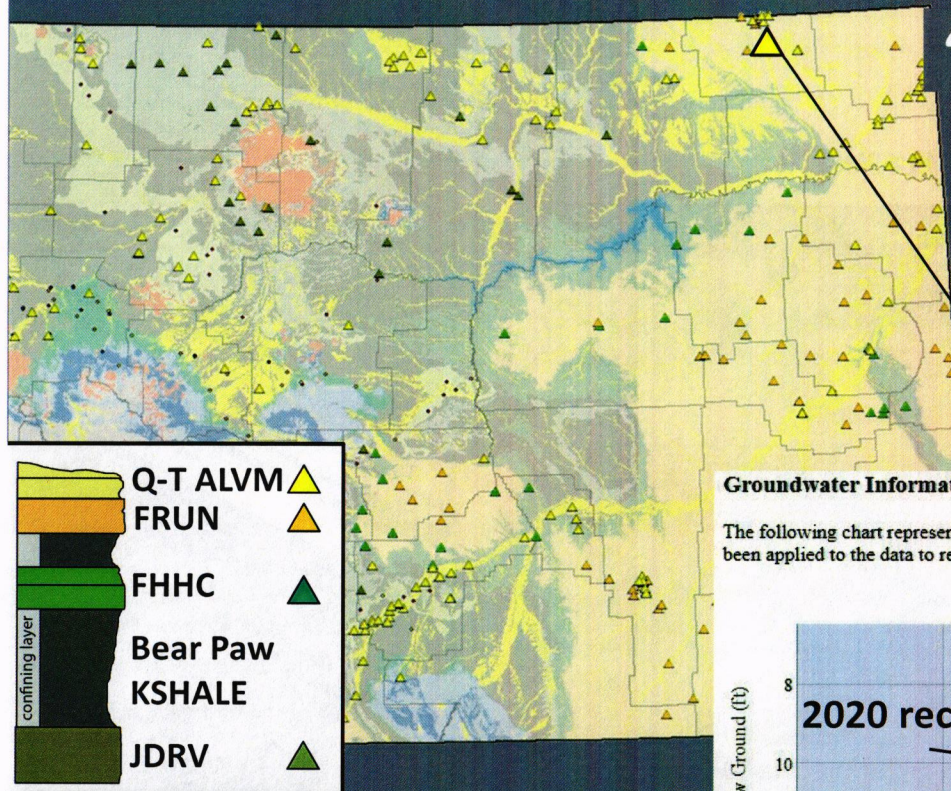 Q-T ALVM
FRUN
FHHC
Bear Paw
KSHALE
JDRV
confining layer
Groundwater Informa
The following chart represen
been applied to the data to re
8
2020 rec
10
w Ground (ft)